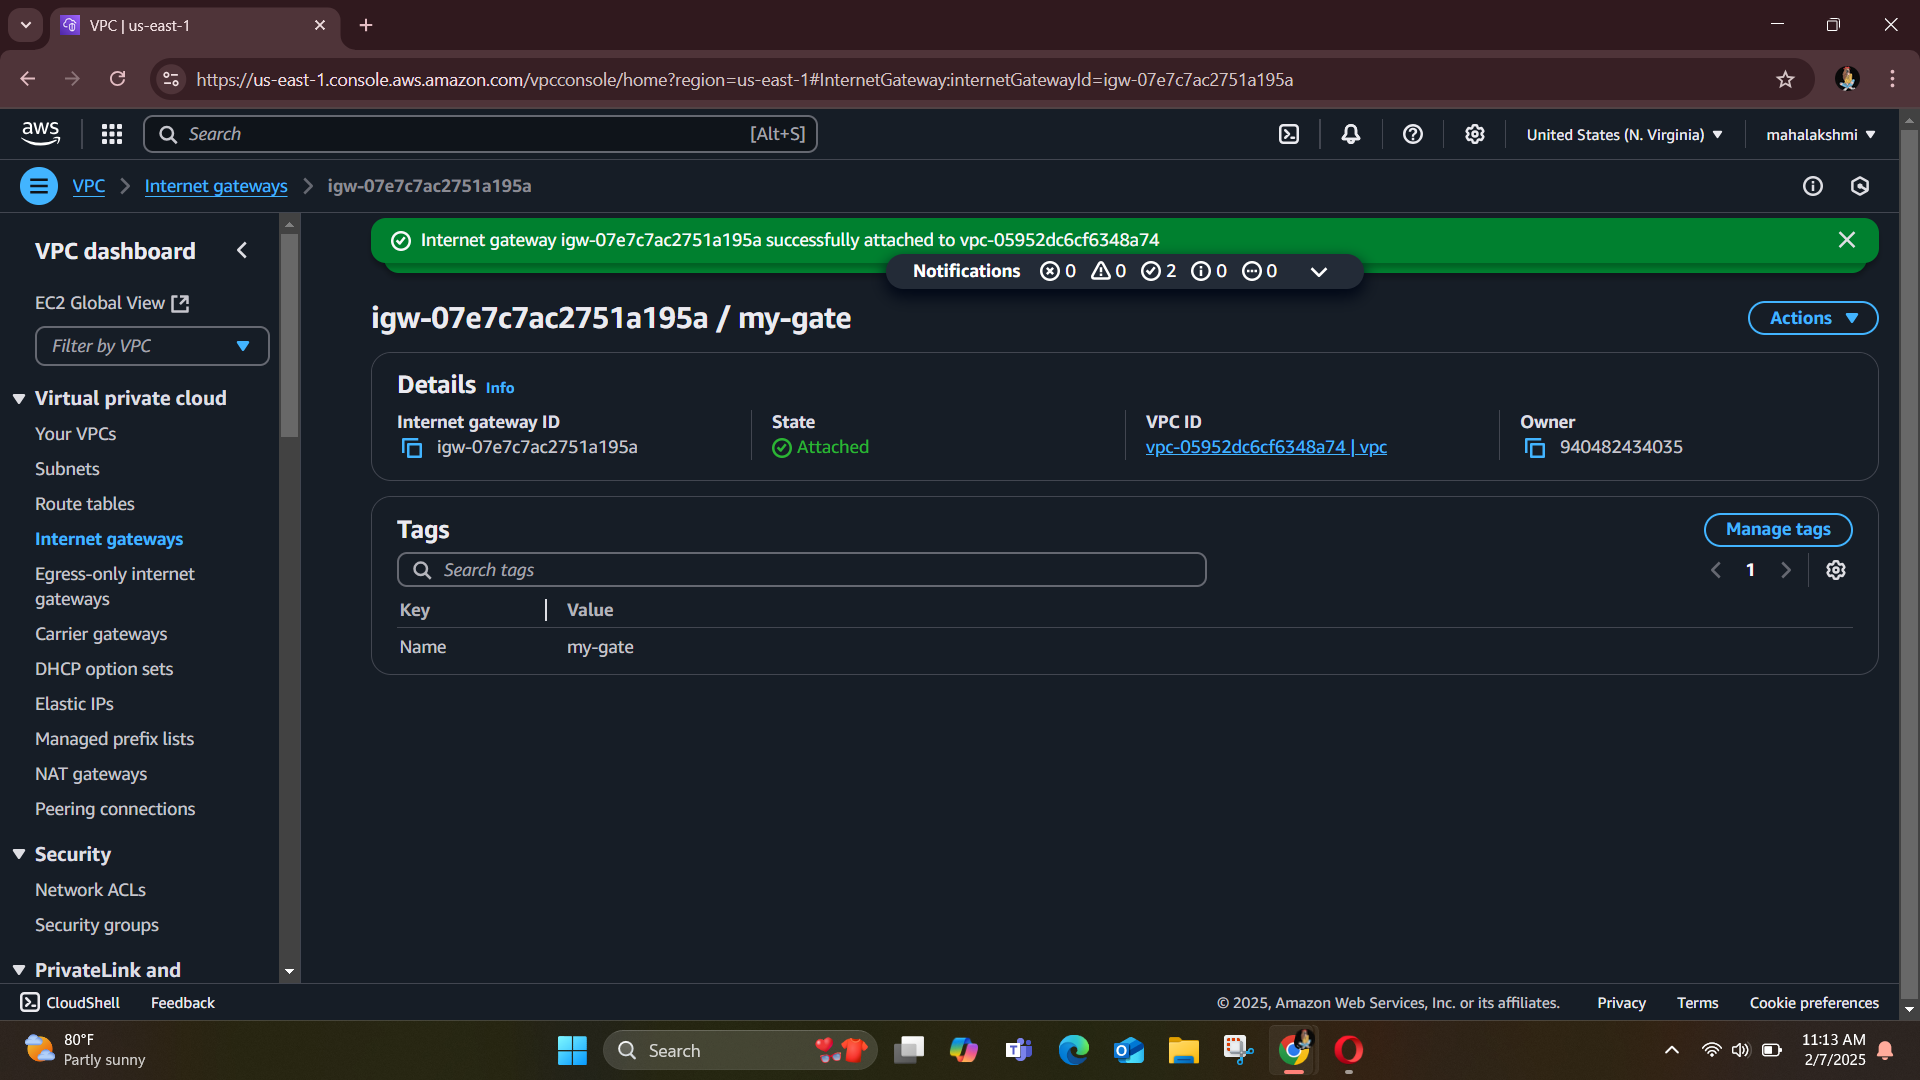 VPC | us-east-1
https://us-east-1.console.aws.amazon.com/vpcconsole/home?region=us-east-1#InternetGateway:internetGatewayId=igw-07e7c7ac2751a195a
aws
Search
[Alt+S]
United States (N. Virginia)
mahalakshmi
VPC
Internet gateways
igw-07e7c7ac2751a195a
VPC dashboard
EC2 Global View
Filter by VPC
Virtual private cloud
Your VPCs
Subnets
Route tables
Internet gateways
Egress-only internet
gateways
Carrier gateways
DHCP option sets
Elastic IPs
Managed prefix lists
NAT gateways
Peering connections
Security
Network ACLs
Security groups
PrivateLink and
Internet gateway igw-07e7c7ac2751a195a successfully attached to vpc-05952dc6cf6348a74
Notifications 0 0 2 0 0
igw-07e7c7ac2751a195a / my-gate
Actions
Details Info
Internet gateway ID
igw-07e7c7ac2751a195a
State
Attached
VPC ID
vpc-05952dc6cf6348a74 | vpc
Owner
940482434035
Tags
Manage tags
Search tags
1
Key Value
Name my-gate
CloudShell Feedback
© 2025, Amazon Web Services, Inc. or its affiliates. Privacy Terms Cookie preferences
80°F
Partly sunny
Search
11:13 AM
2/7/2025